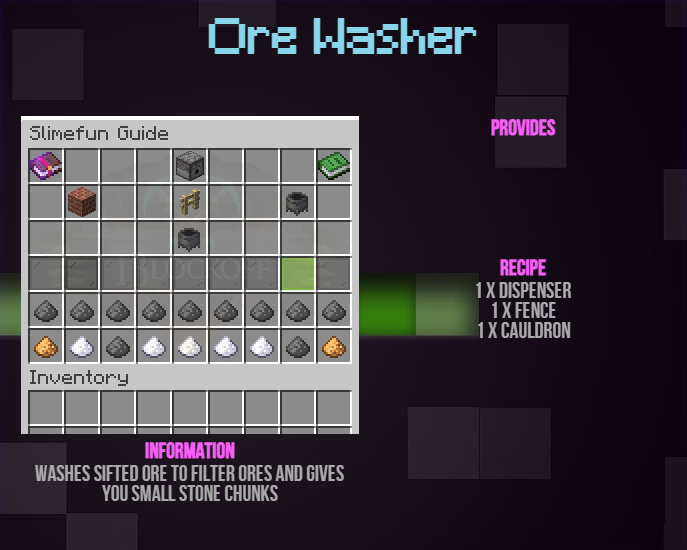 Ore Washer
PROVIDES
Slimefun Guide
BLOCKOFF
RECIPE
1 X DISPENSER
1 X FENCE
1 X CAULDRON
Inventory
INFORMATION
WASHES SIFTED ORE TO FILTER ORES AND GIVES
YOU SMALL STONE CHUNKS